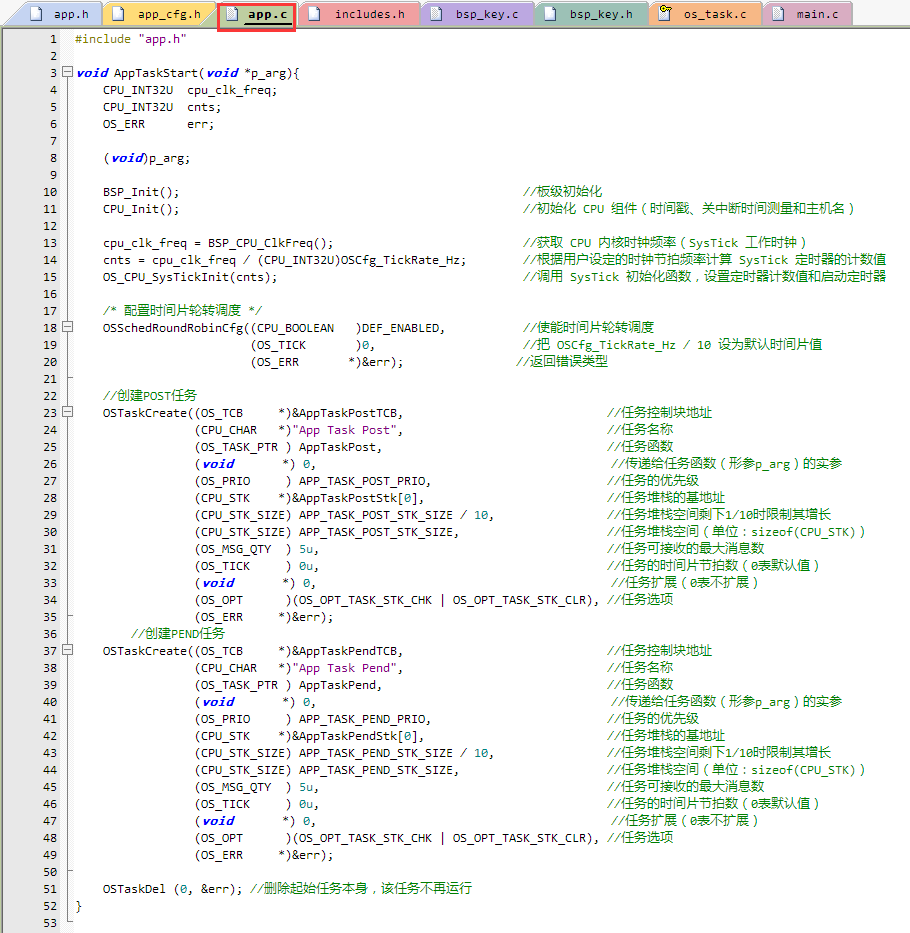 app.h app_cfg.h app.c includes.h bsp_key.c bsp_key.h os_task.c main.c
1 #include "app.h"
2
3 void AppTaskStart(void *p_arg){
4 CPU_INT32U cpu_clk_freq;
5 CPU_INT32U cnts;
6 OS_ERR err;
7
8 (void)p_arg;
9
10 BSP_Init(); //板级初始化
11 CPU_Init(); //初始化 CPU 组件（时间戳、关中断时间测量和主机名）
12
13 cpu_clk_freq = BSP_CPU_ClkFreq(); //获取 CPU 内核时钟频率（SysTick 工作时钟）
14 cnts = cpu_clk_freq / (CPU_INT32U)OSCfg_TickRate_Hz; //根据用户设定的时钟节拍频率计算 SysTick 定时器的计数值
15 OS_CPU_SysTickInit(cnts); //调用 SysTick 初始化函数，设置定时器计数值和启动定时器
16
17 /* 配置时间片轮转调度 */
18 OSSchedRoundRobinCfg((CPU_BOOLEAN )DEF_ENABLED, //使能时间片轮转调度
19 (OS_TICK )0, //把 OSCfg_TickRate_Hz / 10 设为默认时间片值
20 (OS_ERR *)&err); //返回错误类型
21
22 //创建POST任务
23 OSTaskCreate((OS_TCB *)&AppTaskPostTCB, //任务控制块地址
24 (CPU_CHAR *)"App Task Post", //任务名称
25 (OS_TASK_PTR ) AppTaskPost, //任务函数
26 (void *) 0, //传递给任务函数（形参p_arg）的实参
27 (OS_PRIO ) APP_TASK_POST_PRIO, //任务的优先级
28 (CPU_STK *)&AppTaskPostStk[0], //任务堆栈的基地址
29 (CPU_STK_SIZE) APP_TASK_POST_STK_SIZE / 10, //任务堆栈空间剩下1/10时限制其增长
30 (CPU_STK_SIZE) APP_TASK_POST_STK_SIZE, //任务堆栈空间（单位：sizeof(CPU_STK)）
31 (OS_MSG_QTY ) 5u, //任务可接收的最大消息数
32 (OS_TICK ) 0u, //任务的时间片节拍数（0表默认值）
33 (void *) 0, //任务扩展（0表不扩展）
34 (OS_OPT )(OS_OPT_TASK_STK_CHK | OS_OPT_TASK_STK_CLR), //任务选项
35 (OS_ERR *)&err);
36 //创建PEND任务
37 OSTaskCreate((OS_TCB *)&AppTaskPendTCB, //任务控制块地址
38 (CPU_CHAR *)"App Task Pend", //任务名称
39 (OS_TASK_PTR ) AppTaskPend, //任务函数
40 (void *) 0, //传递给任务函数（形参p_arg）的实参
41 (OS_PRIO ) APP_TASK_PEND_PRIO, //任务的优先级
42 (CPU_STK *)&AppTaskPendStk[0], //任务堆栈的基地址
43 (CPU_STK_SIZE) APP_TASK_PEND_STK_SIZE / 10, //任务堆栈空间剩下1/10时限制其增长
44 (CPU_STK_SIZE) APP_TASK_PEND_STK_SIZE, //任务堆栈空间（单位：sizeof(CPU_STK)）
45 (OS_MSG_QTY ) 5u, //任务可接收的最大消息数
46 (OS_TICK ) 0u, //任务的时间片节拍数（0表默认值）
47 (void *) 0, //任务扩展（0表不扩展）
48 (OS_OPT )(OS_OPT_TASK_STK_CHK | OS_OPT_TASK_STK_CLR), //任务选项
49 (OS_ERR *)&err);
50
51 OSTaskDel (0, &err); //删除起始任务本身，该任务不再运行
52 }
53